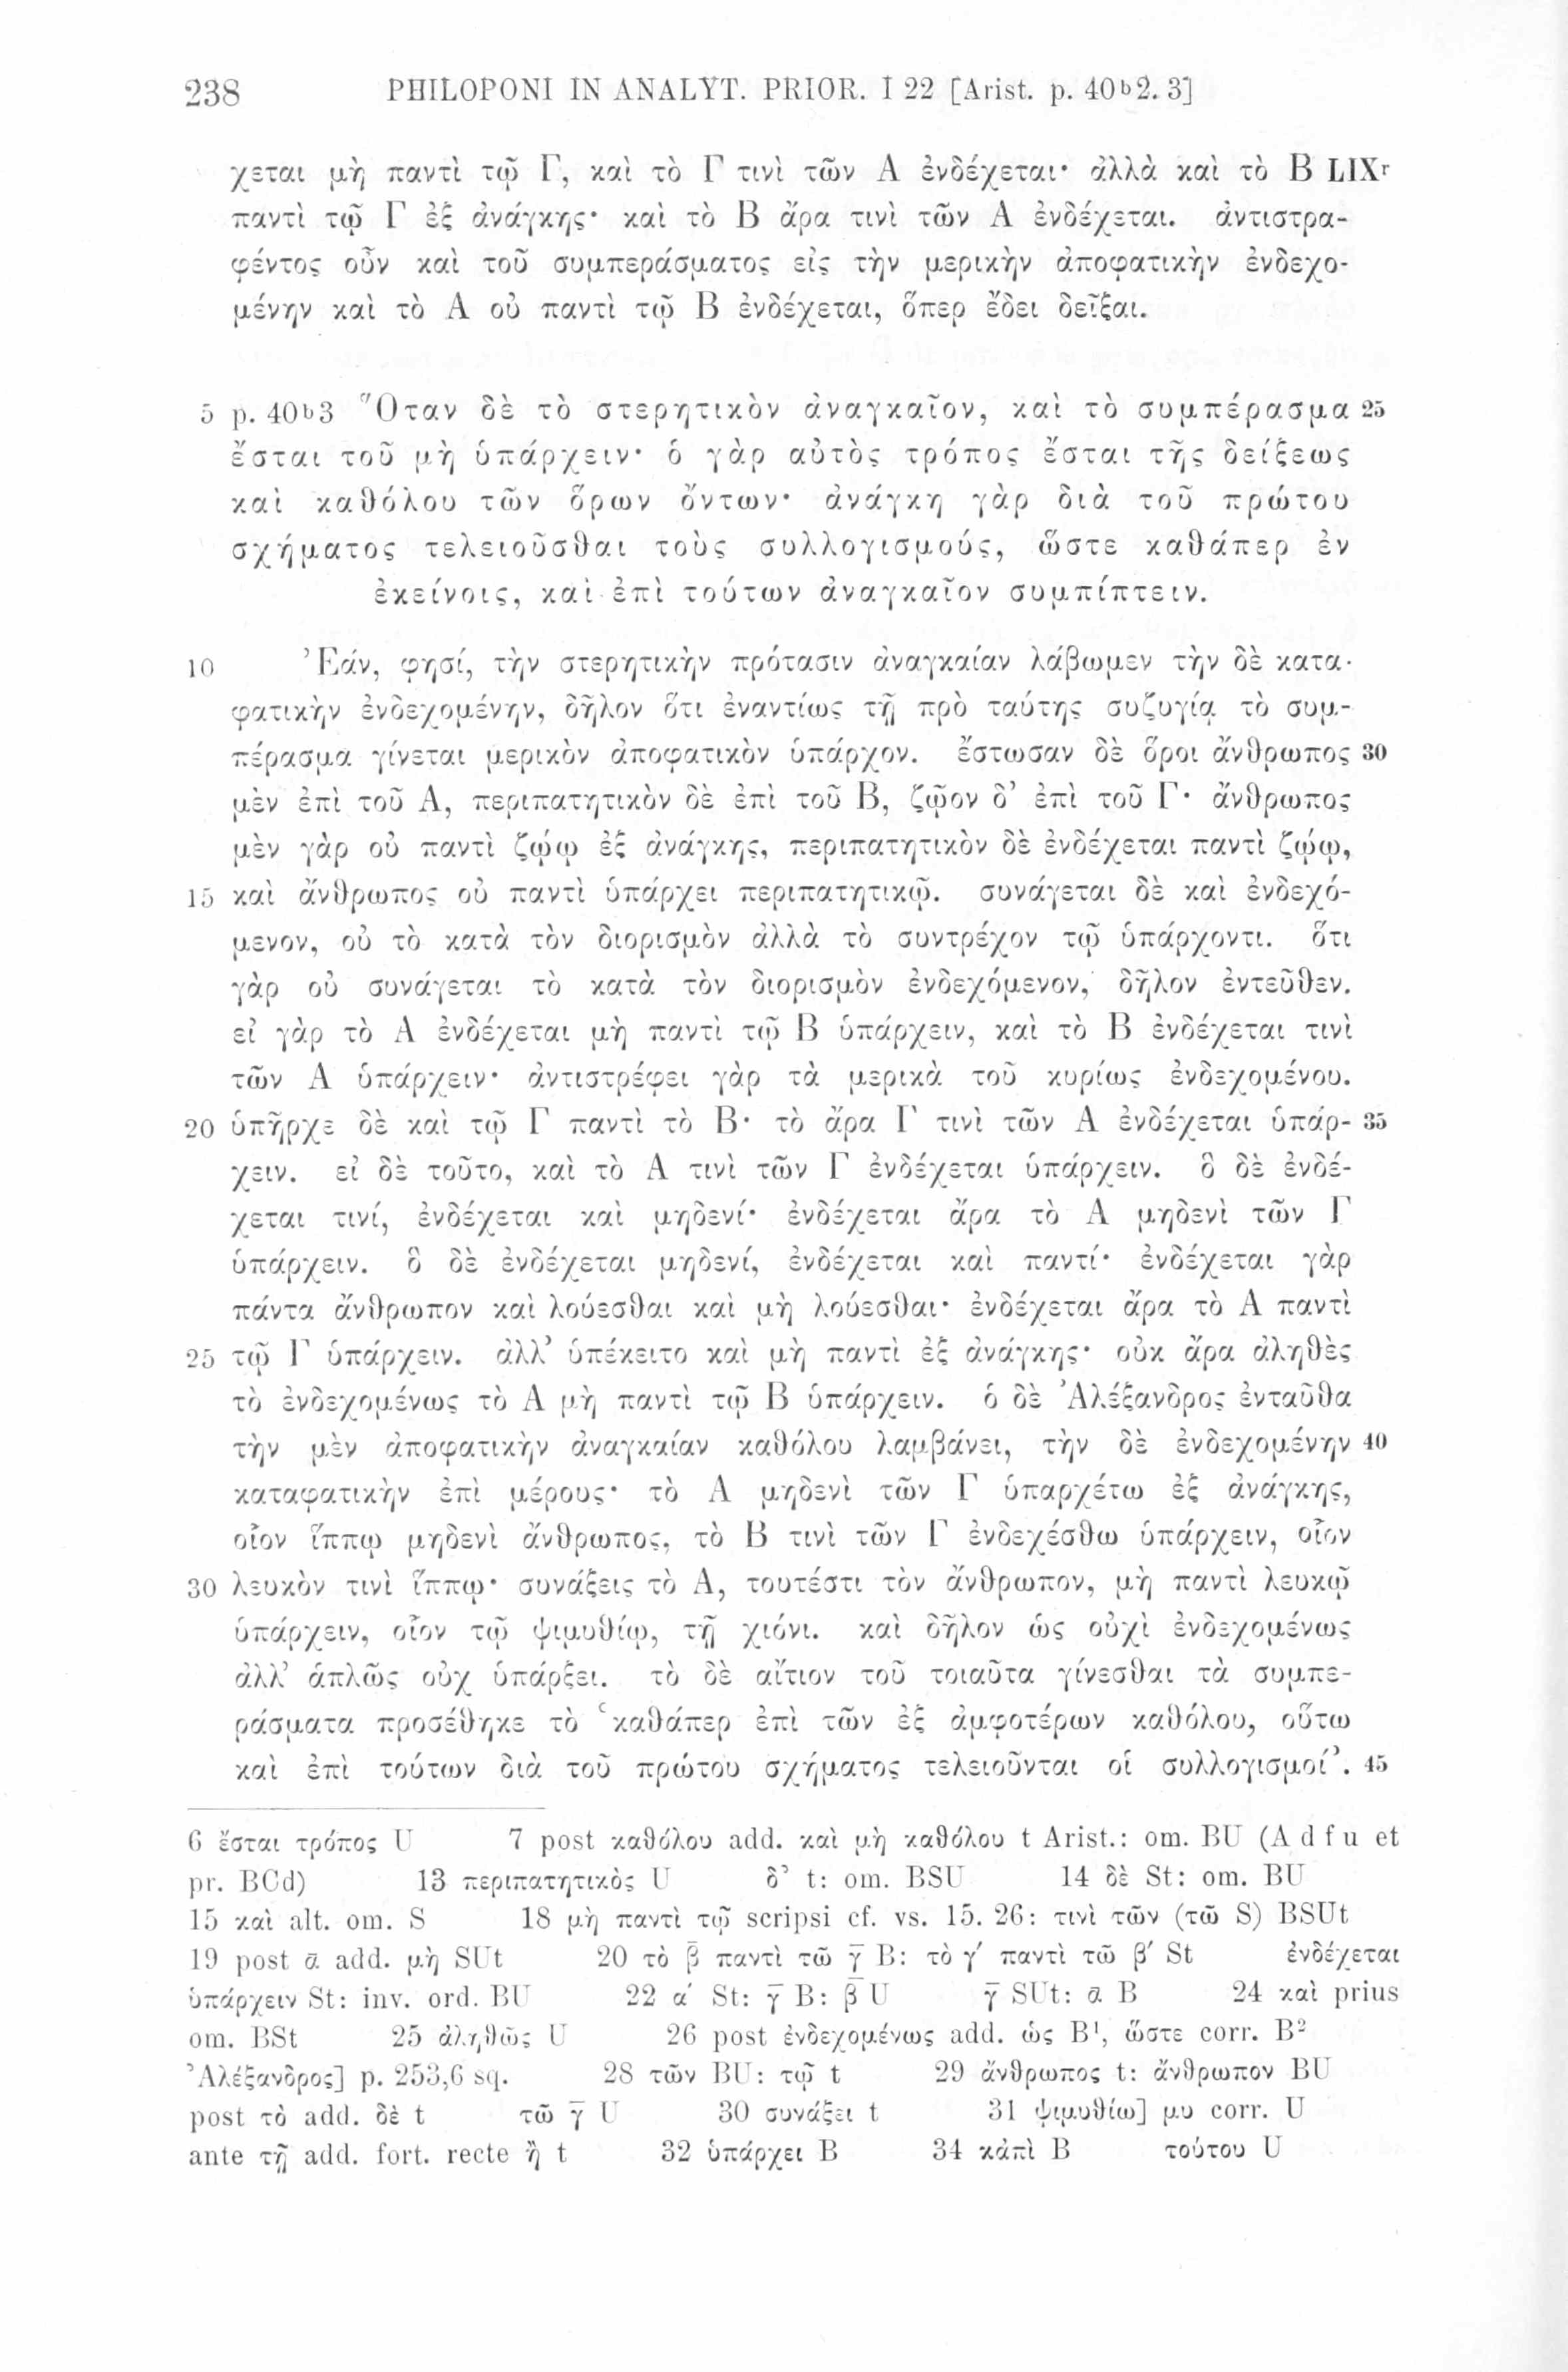 238 PHILOPONI IN ANALYT. PRIOR. I 22 [Arist. p. 40b2. 3]
χεται μὴ παντὶ τῷ Γ, καὶ τὸ Γ τινὶ τῶν Α ἐνδέχεται· ἀλλὰ καὶ τὸ Β LIXr
παντὶ τῷ Γ ἐξ ἀνάγκης· καὶ τὸ Β ἄρα τινὶ τῶν Α ἐνδέχεται. ἀντιστρα-
φέντος οὖν καὶ τοῦ συμπεράσματος εἰς τὴν μερικὴν ἀποφατικὴν ἐνδεχο-
μένην καὶ τὸ Α οὐ παντὶ τῷ Β ἐνδέχεται, ὅπερ ἔδει δεῖξαι.
5 p. 40b3 Ὅταν δὲ τὸ στερητικὸν ἀναγκαῖον, καὶ τὸ συμπέρασμα 25
ἔσται τοῦ μὴ ὑπάρχειν· ὁ γὰρ αὐτὸς τρόπος ἔσται τῆς δείξεως
καὶ καθόλου τῶν ὅρων ὄντων· ἀνάγκη γὰρ διὰ τοῦ πρώτου
σχήματος τελειοῦσθαι τοὺς συλλογισμούς, ὥστε καθάπερ ἐν
ἐκείνοις, καὶ ἐπὶ τούτων ἀναγκαῖον συμπίπτειν.
10 Ἐάν, φησί, τὴν στερητικὴν πρότασιν ἀναγκαίαν λάβωμεν τὴν δὲ κατα-
φατικὴν ἐνδεχομένην, δῆλον ὅτι ἐναντίως τῇ πρὸ ταύτης συζυγίᾳ τὸ συμ-
πέρασμα γίνεται μερικὸν ἀποφατικὸν ὑπάρχον. ἔστωσαν δὲ ὅροι ἄνθρωπος 30
μὲν ἐπὶ τοῦ Α, περιπατητικὸν δὲ ἐπὶ τοῦ Β, ζῷον δ’ ἐπὶ τοῦ Γ· ἄνθρωπος
μὲν γὰρ οὐ παντὶ ζῴῳ ἐξ ἀνάγκης, περιπατητικὸν δὲ ἐνδέχεται παντὶ ζῴῳ,
15 καὶ ἄνθρωπος οὐ παντὶ ὑπάρχει περιπατητικῷ. συνάγεται δὲ καὶ ἐνδεχό-
μενον, οὐ τὸ κατὰ τὸν διορισμὸν ἀλλὰ τὸ συντρέχον τῷ ὑπάρχοντι. ὅτι
γὰρ οὐ συνάγεται τὸ κατὰ τὸν διορισμὸν ἐνδεχόμενον, δῆλον ἐντεῦθεν.
εἰ γὰρ τὸ Α ἐνδέχεται μὴ παντὶ τῷ Β ὑπάρχειν, καὶ τὸ Β ἐνδέχεται τινὶ
τῶν Α ὑπάρχειν· ἀντιστρέφει γὰρ τὰ μερικὰ τοῦ κυρίως ἐνδεχομένου.
20 ὑπῆρχε δὲ καὶ τῷ Γ παντὶ τὸ Β· τὸ ἄρα Γ τινὶ τῶν Α ἐνδέχεται ὑπάρ- 35
χειν. εἰ δὲ τοῦτο, καὶ τὸ Α τινὶ τῶν Γ ἐνδέχεται ὑπάρχειν. ὃ δὲ ἐνδέ-
χεται τινί, ἐνδέχεται καὶ μηδενί· ἐνδέχεται ἄρα τὸ Α μηδενὶ τῶν Γ
ὑπάρχειν. ὃ δὲ ἐνδέχεται μηδενί, ἐνδέχεται καὶ παντί· ἐνδέχεται γὰρ
πάντα ἄνθρωπον καὶ λούεσθαι καὶ μὴ λούεσθαι· ἐνδέχεται ἄρα τὸ Α παντὶ
25 τῷ Γ ὑπάρχειν. ἀλλ’ ὑπέκειτο καὶ μὴ παντὶ ἐξ ἀνάγκης· οὐκ ἄρα ἀληθὲς
τὸ ἐνδεχομένως τὸ Α μὴ παντὶ τῷ Β ὑπάρχειν. ὁ δὲ Ἀλέξανδρος ἐνταῦθα
τὴν μὲν ἀποφατικὴν ἀναγκαίαν καθόλου λαμβάνει, τὴν δὲ ἐνδεχομένην 40
καταφατικὴν ἐπὶ μέρους· τὸ Α μηδενὶ τῶν Γ ὑπαρχέτω ἐξ ἀνάγκης,
οἷον ἵππῳ μηδενὶ ἄνθρωπος, τὸ Β τινὶ τῶν Γ ἐνδεχέσθω ὑπάρχειν, οἷον
30 λευκὸν τινὶ ἵππῳ· συνάξεις τὸ Α, τουτέστι τὸν ἄνθρωπον, μὴ παντὶ λευκῷ
ὑπάρχειν, οἷον τῷ ψιμυθίῳ, τῇ χιόνι. καὶ δῆλον ὡς οὐχὶ ἐνδεχομένως
ἀλλ’ ἁπλῶς οὐχ ὑπάρξει. τὸ δὲ αἴτιον τοῦ τοιαῦτα γίνεσθαι τὰ συμπε-
ράσματα προσέθηκε τὸ ‘καθάπερ ἐπὶ τῶν ἐξ ἀμφοτέρων καθόλου, οὕτω
καὶ ἐπὶ τούτων διὰ τοῦ πρώτου σχήματος τελειοῦνται οἱ συλλογισμοί’. 45
6 ἔσται τρόπος U 7 post καθόλου add. καὶ μὴ καθόλου t Arist.: om. BU (A d f u et
pr. BCd) 13 περιπατητικὸς U δ’ t: om. BSU 14 δὲ St: om. BU
15 καὶ alt. om. S 18 μὴ παντὶ τῷ scripsi cf. vs. 15. 26: τινὶ τῶν (τῶ S) BSUt
19 post ᾱ add. μὴ SUt 20 τὸ β̄ παντὶ τῶ γ̄ B: τὸ γ′ παντὶ τῶ β′ St ἐνδέχεται
ὑπάρχειν St: inv. ord. BU 22 α′ St: γ̄ B: β̄ U γ̄ SUt: ᾱ B 24 καὶ prius
om. BSt 25 ἀληθῶς U 26 post ἐνδεχομένως add. ὡς B¹, ὥστε corr. B²
Ἀλέξανδρος] p. 253,6 sq. 28 τῶν BU: τῷ t 29 ἄνθρωπος t: ἄνθρωπον BU
post τὸ add. δὲ t τῶ γ̄ U 30 συνάξει t 31 ψιμυθίω] μυ corr. U
ante τῇ add. fort. recte ἢ t 32 ὑπάρχει B 34 κἀπὶ B τούτου U